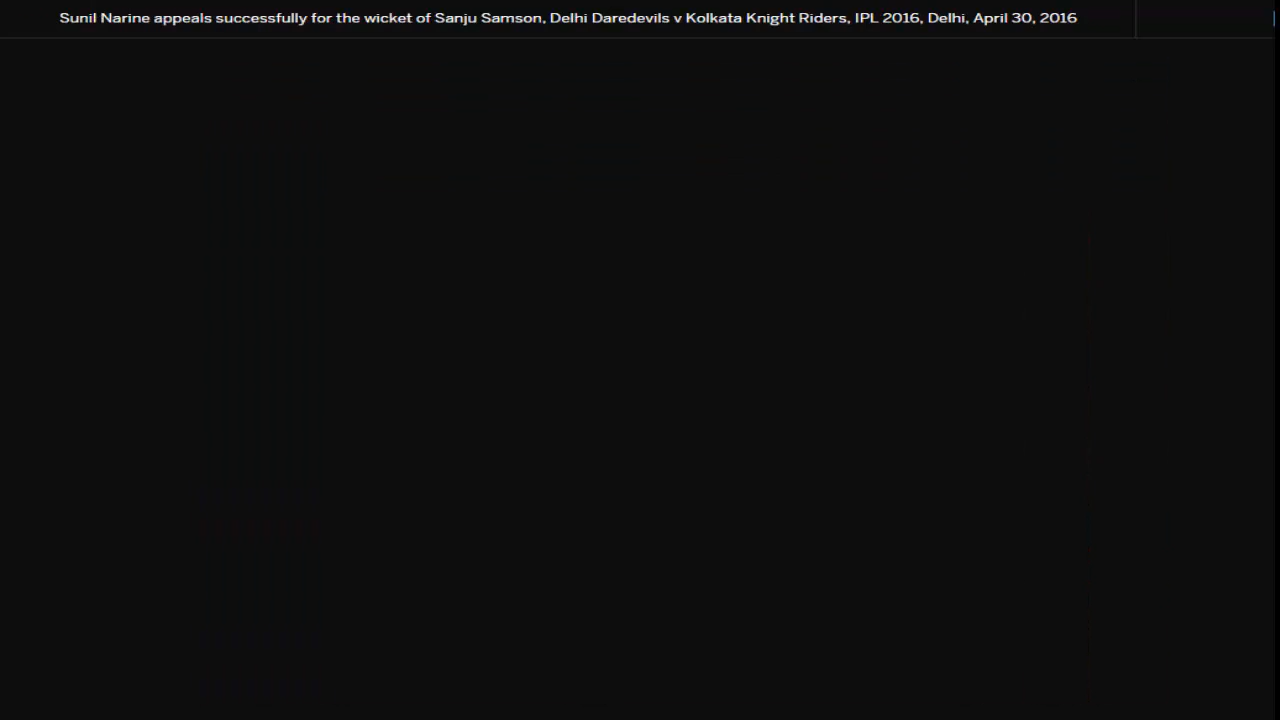 Sunil Narine appeals successfully for the wicket of Sanju Samson, Delhi Daredevils v Kolkata Knight Riders, IPL 2016, Delhi, April 30, 2016